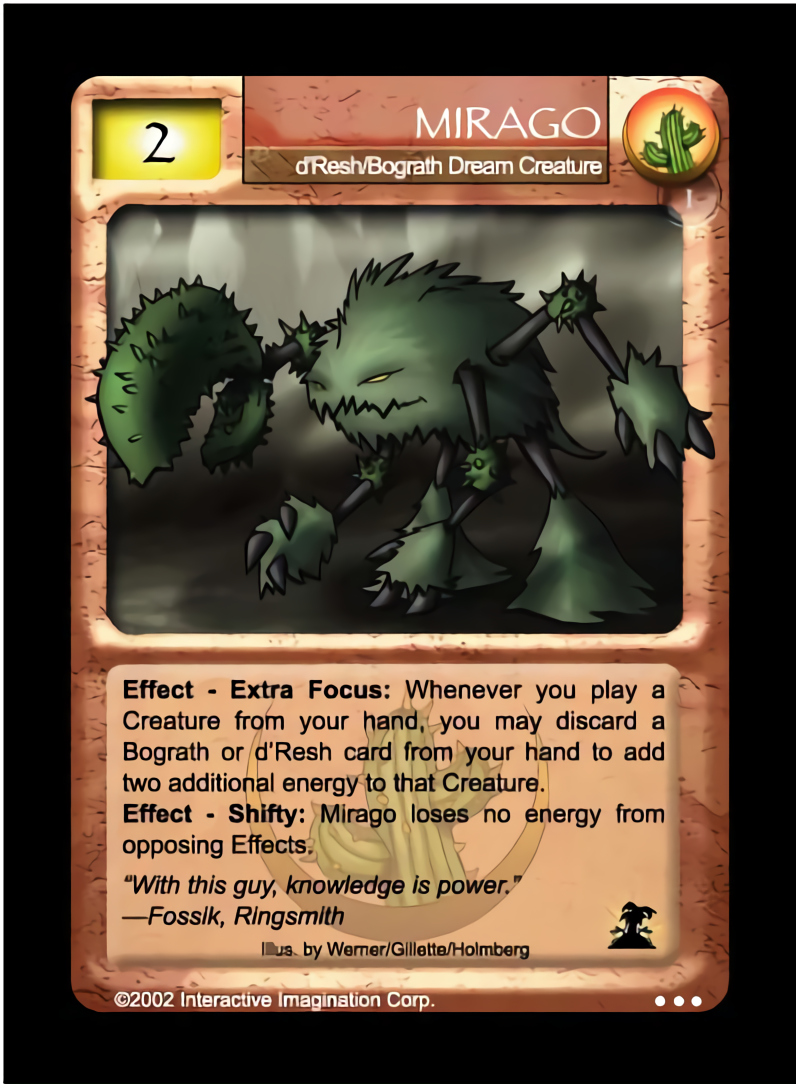 2
MIRAGO
d'Resh/Bograth Dream Creature
1
Effect - Extra Focus: Whenever you play a
Creature from your hand, you may discard a
Bograth or d'Resh card from your hand to add
two additional energy to that Creature.
Effect - Shifty: Mirago loses no energy from
opposing Effects.
"With this guy, knowledge is power."
—Fossik, Ringsmith
Illus. by Werner/Gillette/Holmberg
©2002 Interactive Imagination Corp.